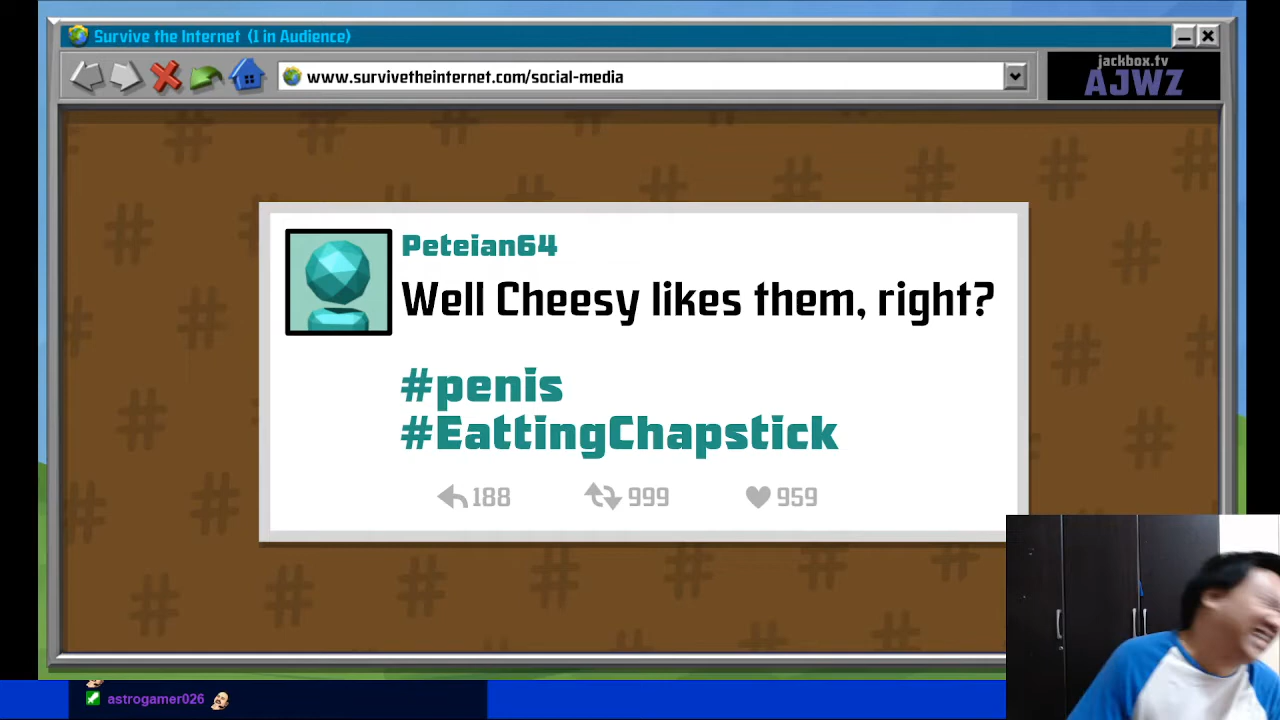 Survive the Internet (1 in Audience)
www.survivetheinternet.com/social-media
jackbox.tv
AJWZ
Peteian64
Well Cheesy likes them, right?
#penis
#EattingChapstick
188 999 959
astrogamer026